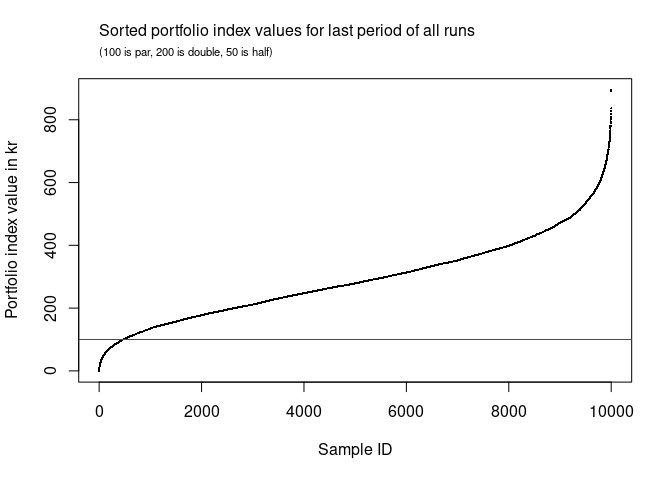 Sorted portfolio index values for last period of all runs
(100 is par, 200 is double, 50 is half)
Portfolio index value in kr
800
600
400
200
0
0 2000 4000 6000 8000 10000
Sample ID